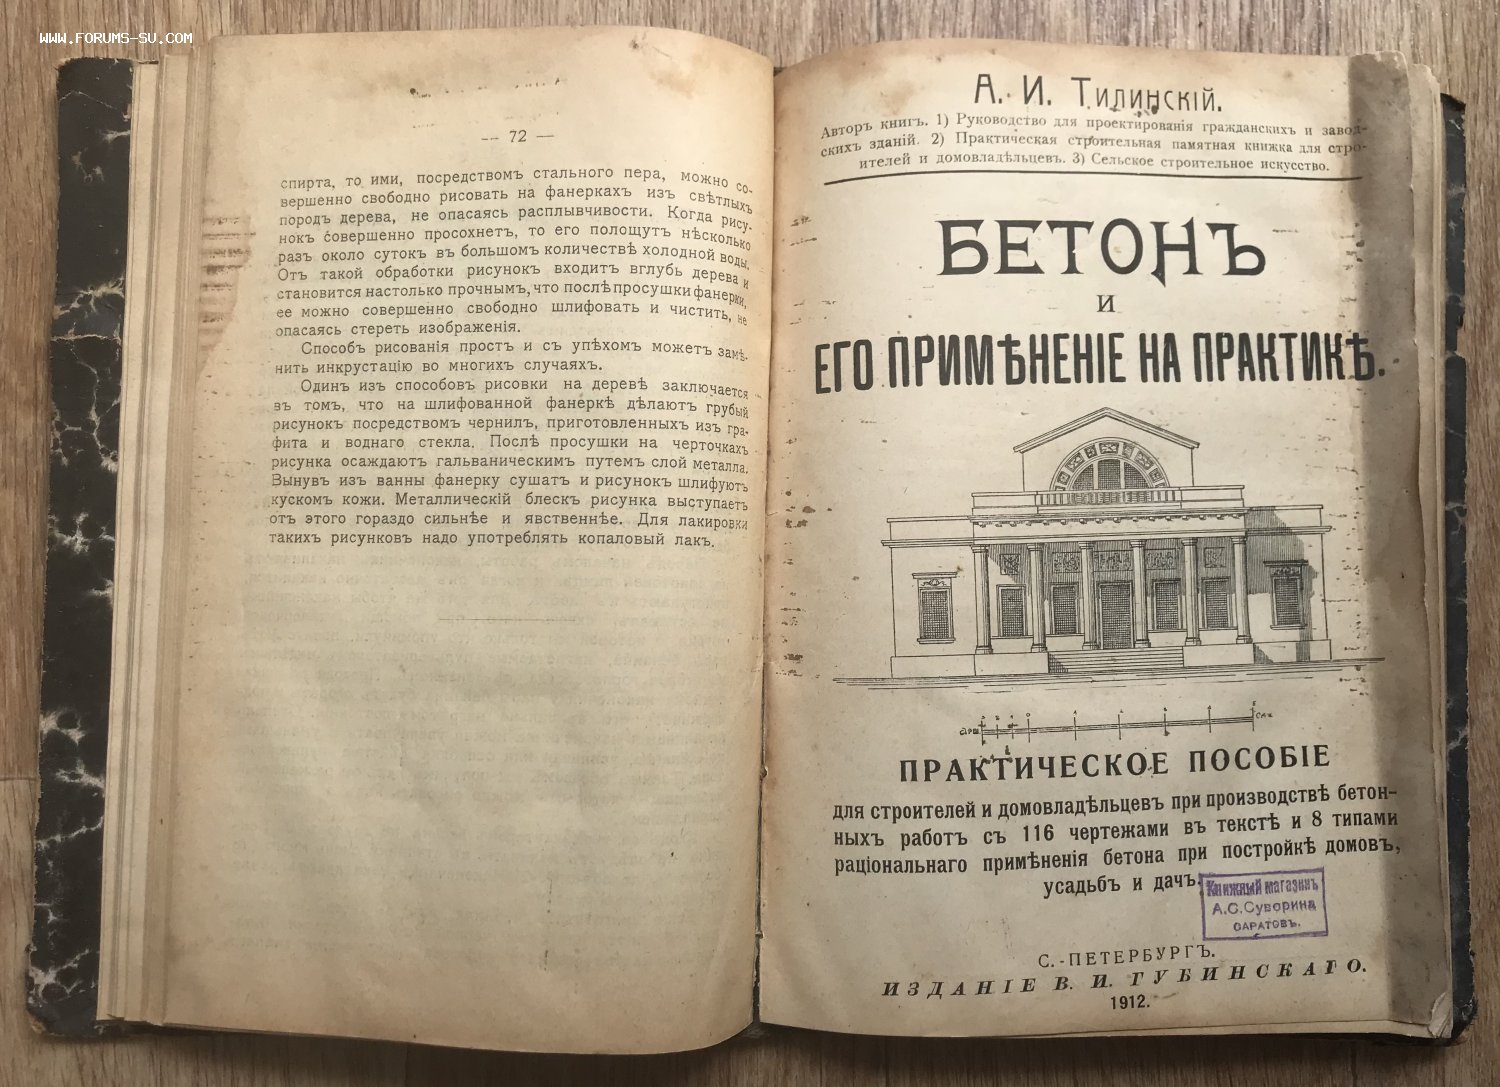 WWW.FORUMS-SU.COM
— 72 —
спирта, то ими, посредствомъ стального пера, можно со-
вершенно свободно рисовать на фанеркахъ изъ свѣтлыхъ
породъ дерева, не опасаясь расплывчивости. Когда рису-
нокъ совершенно просохнетъ, то его полощутъ нѣсколько
разъ около сутокъ въ большомъ количествѣ холодной воды.
Отъ такой обработки рисунокъ входитъ вглубь дерева и
становится настолько прочнымъ, что послѣ просушки фанерки,
ее можно совершенно свободно шлифовать и чистить, не
опасаясь стереть изображенія.
Способъ рисованія простъ и съ упѣхомъ можетъ замѣ-
нить инкрустацію во многихъ случаяхъ.
Одинъ изъ способовъ рисовки на деревѣ заключается
въ томъ, что на шлифованной фанеркѣ дѣлаютъ грубый
рисунокъ посредствомъ чернилъ, приготовленныхъ изъ гра-
фита и воднаго стекла. Послѣ просушки на черточкахъ
рисунка осаждаютъ гальваническимъ путемъ слой металла.
Вынувъ изъ ванны фанерку сушатъ и рисунокъ шлифуютъ
кускомъ кожи. Металлическій блескъ рисунка выступаетъ
отъ этого гораздо сильнѣе и явственнѣе. Для лакировки
такихъ рисунковъ надо употреблять копаловый лакъ.
А. И. Тилинскій.
Авторъ книгъ. 1) Руководство для проектированія гражданскихъ и завод-
скихъ зданій. 2) Практическая строительная памятная книжка для стро-
ителей и домовладѣльцевъ. 3) Сельское строительное искусство.
БЕТОНЪ
И
ЕГО ПРИМѢНЕНІЕ НА ПРАКТИКѢ.
АРШ САЖ
ПРАКТИЧЕСКОЕ ПОСОБІЕ
для строителей и домовладѣльцевъ при производствѣ бетон-
ныхъ работъ съ 116 чертежами въ текстѣ и 8 типами
раціональнаго примѣненія бетона при постройкѣ домовъ,
усадьбъ и дачъ.
Книжный магазинъ
А.С.Суворина
САРАТОВЪ.
С.-ПЕТЕРБУРГЪ.
ИЗДАНІЕ В. И. ГУБИНСКАГО.
1912.